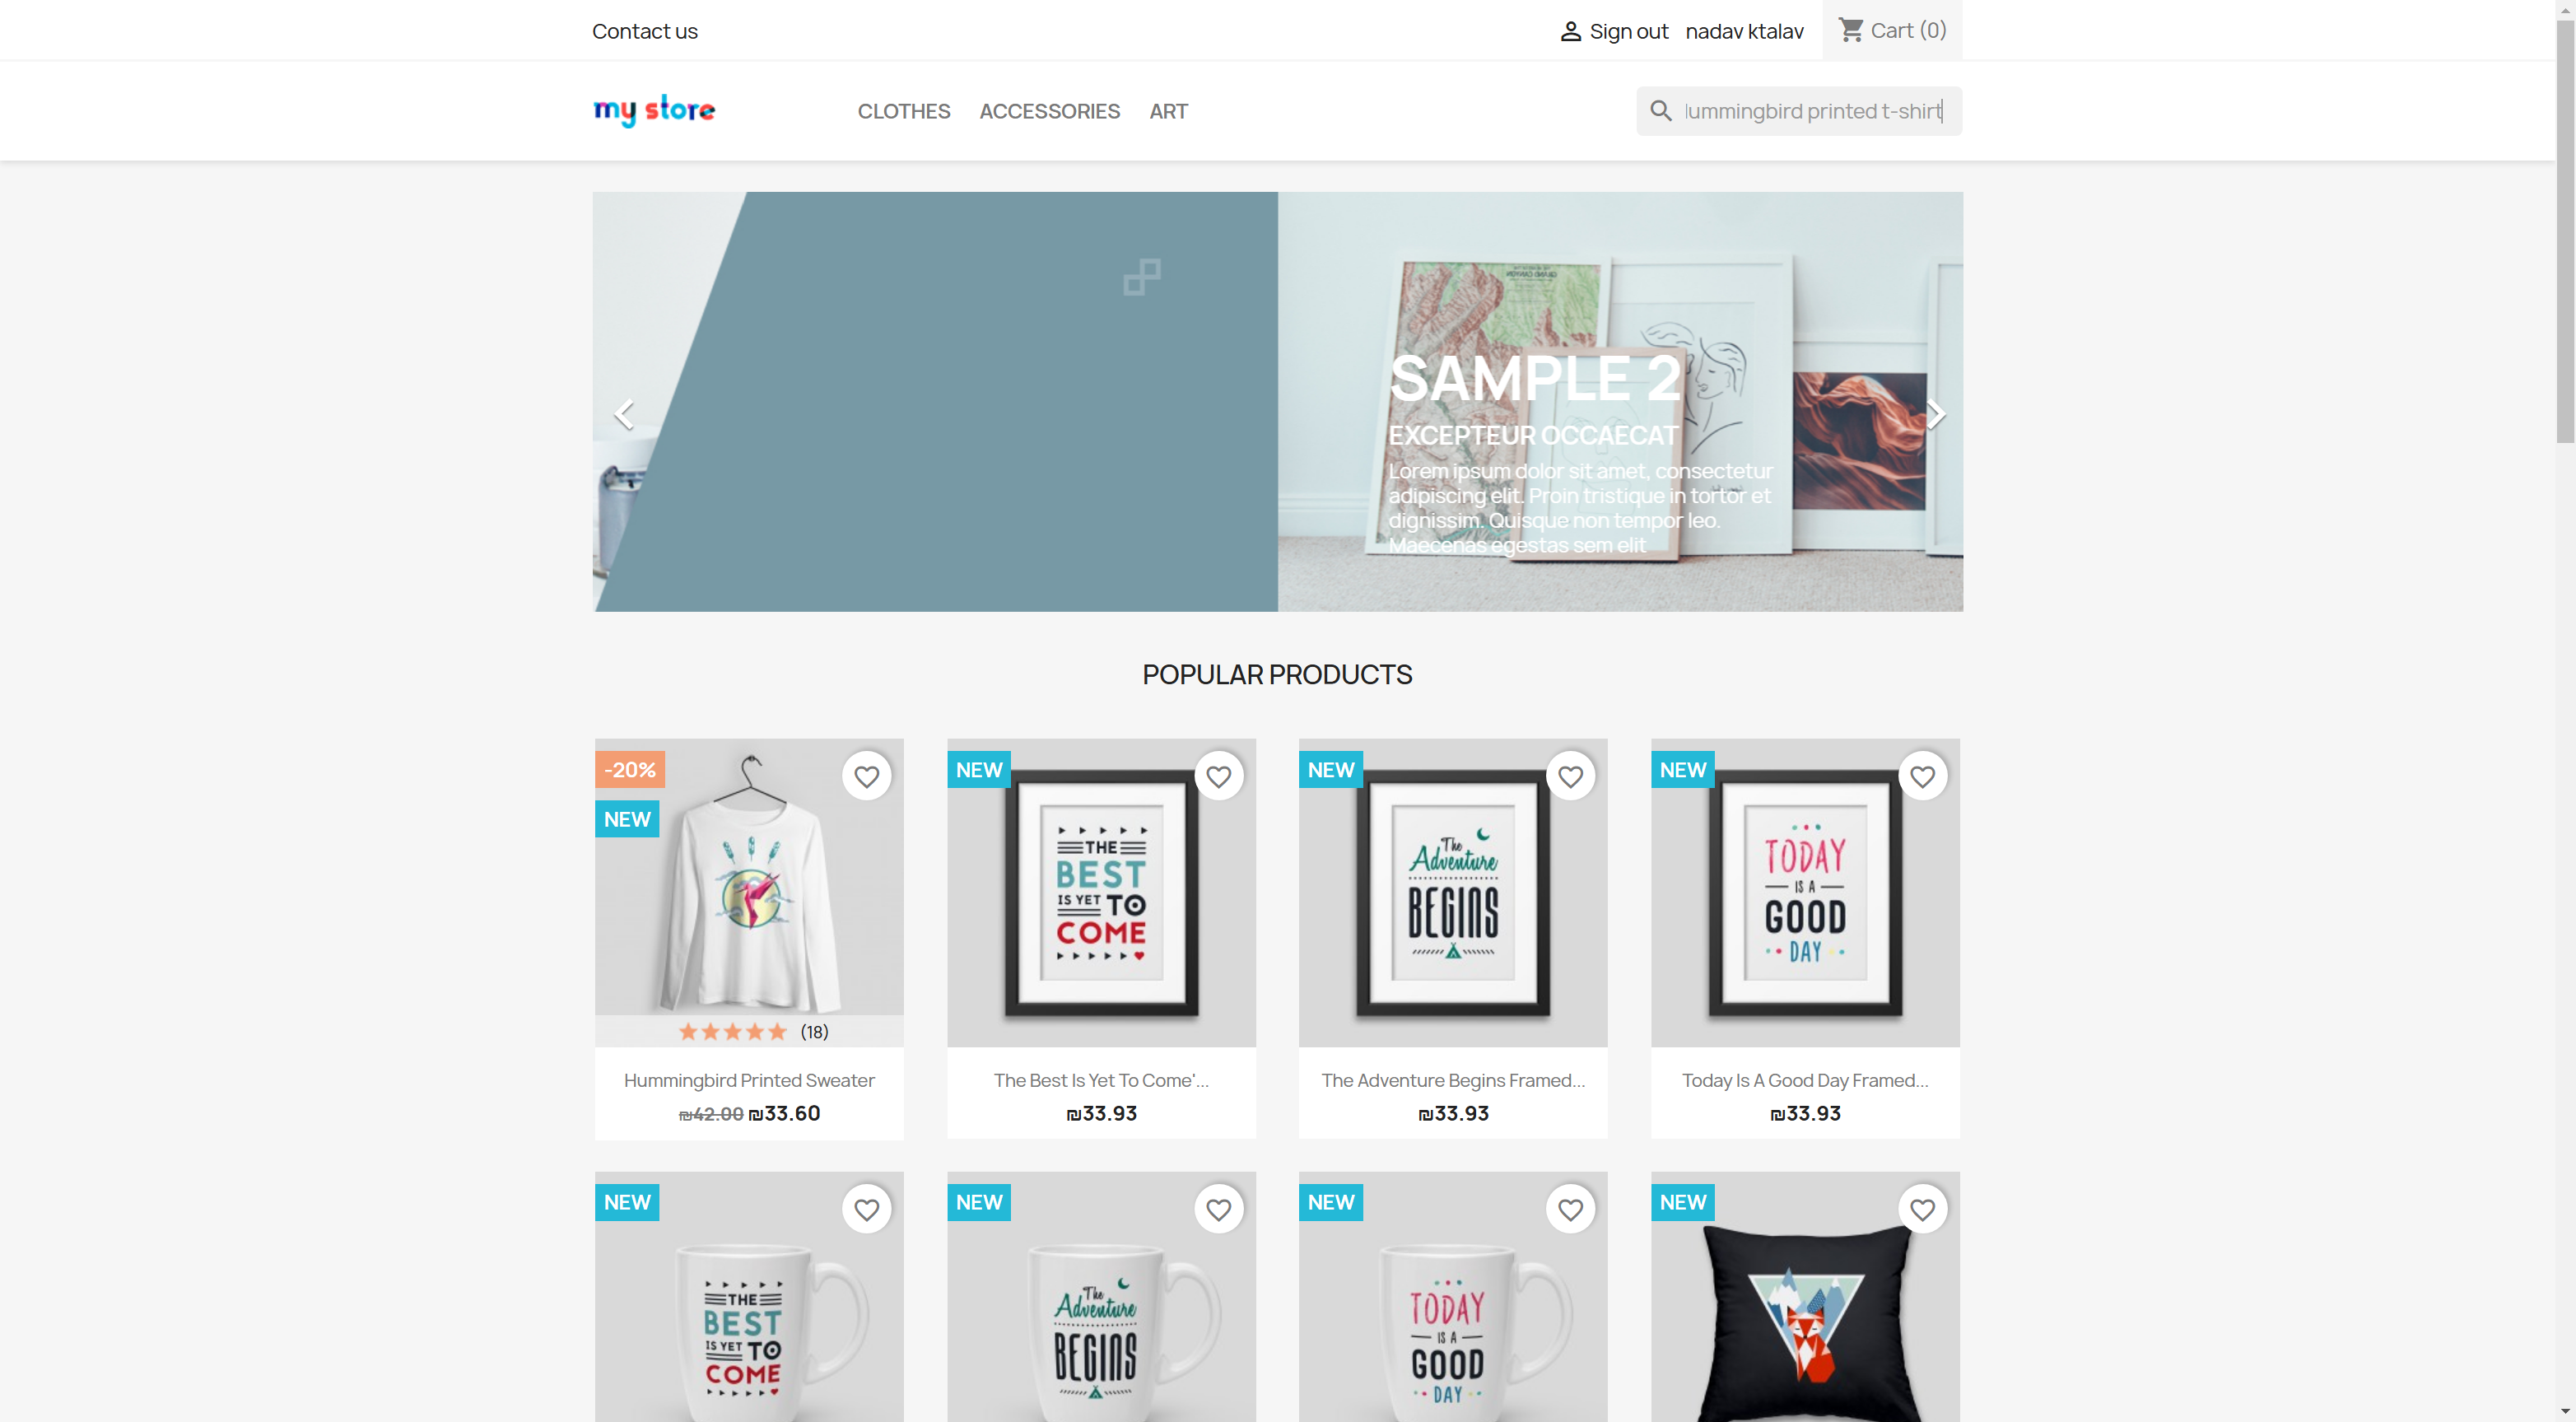 Contact us
Sign out
nadav ktalav
Cart (0)
my store
CLOTHES
ACCESSORIES
ART
ummingbird printed t-shirt
SAMPLE 2
EXCEPTEUR OCCAECAT
Lorem ipsum dolor sit amet, consectetur
adipiscing elit. Proin tristique in tortor et
dignissim. Quisque non tempor leo.
Maecenas egestas sem elit
POPULAR PRODUCTS
-20%
NEW
(18)
Hummingbird Printed Sweater
₪42.00 ₪33.60
NEW
THE
BEST
IS YET TO
COME
The Best Is Yet To Come'...
₪33.93
NEW
The
Adventure
BEGINS
The Adventure Begins Framed...
₪33.93
NEW
TODAY
IS A
GOOD
DAY
Today Is A Good Day Framed...
₪33.93
NEW
THE
BEST
IS YET TO
COME
NEW
The
Adventure
BEGINS
NEW
TODAY
IS A
GOOD
DAY
NEW